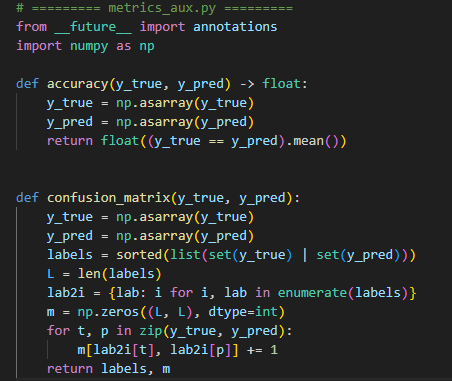 # ========= metrics_aux.py =========
from __future__ import annotations
import numpy as np

def accuracy(y_true, y_pred) -> float:
    y_true = np.asarray(y_true)
    y_pred = np.asarray(y_pred)
    return float((y_true == y_pred).mean())


def confusion_matrix(y_true, y_pred):
    y_true = np.asarray(y_true)
    y_pred = np.asarray(y_pred)
    labels = sorted(list(set(y_true) | set(y_pred)))
    L = len(labels)
    lab2i = {lab: i for i, lab in enumerate(labels)}
    m = np.zeros((L, L), dtype=int)
    for t, p in zip(y_true, y_pred):
        m[lab2i[t], lab2i[p]] += 1
    return labels, m